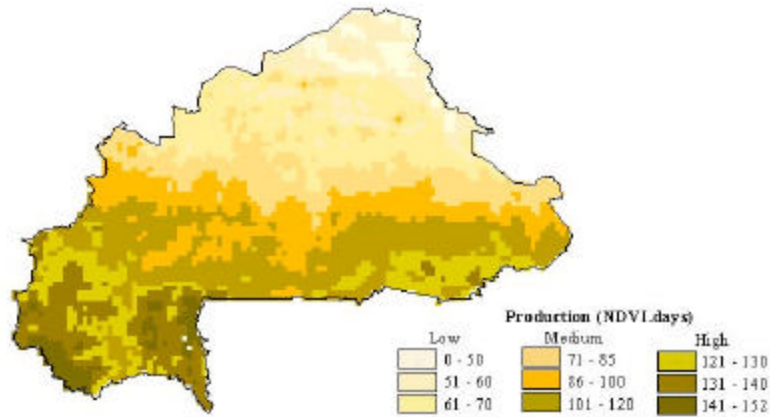 Production (NDVI.days)
Low Medium High
0 - 50 71 - 85 121 - 130
51 - 60 86 - 100 131 - 140
61 - 70 101 - 120 141 - 152